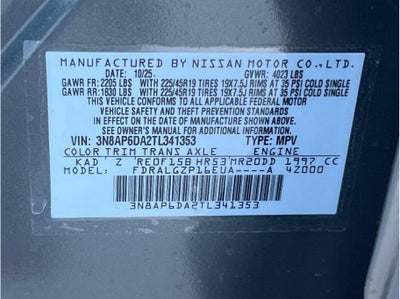 MANUFACTURED BY NISSAN MOTOR CO.,LTD.
DATE: 10/25. GVWR: 4023 LBS
GAWR FR: 2205 LBS WITH 225/45R19 TIRES 19X7.5J RIMS AT 35 PSI COLD SINGLE
GAWR RR: 1830 LBS WITH 225/45R19 TIRES 19X7.5J RIMS AT 35 PSI COLD SINGLE
THIS VEHICLE CONFORMS TO ALL APPLICABLE FEDERAL MOTOR
VEHICLE SAFETY AND THEFT PREVENTION STANDARDS
IN EFFECT ON THE DATE OF MANUFACTURE SHOWN ABOVE.
SEE OWNER'S MANUAL FOR ADDITIONAL INFORMATION
VIN: 3N8AP6DA2TL341353 TYPE: MPV
COLOR TRIM TRANS AXLE ENGINE
KAD Z RE0F15B HR53 MR20DD 1997 CC
MODEL: FDRALGZP16EUA----A 4Z000
3N8AP6DA2TL341353